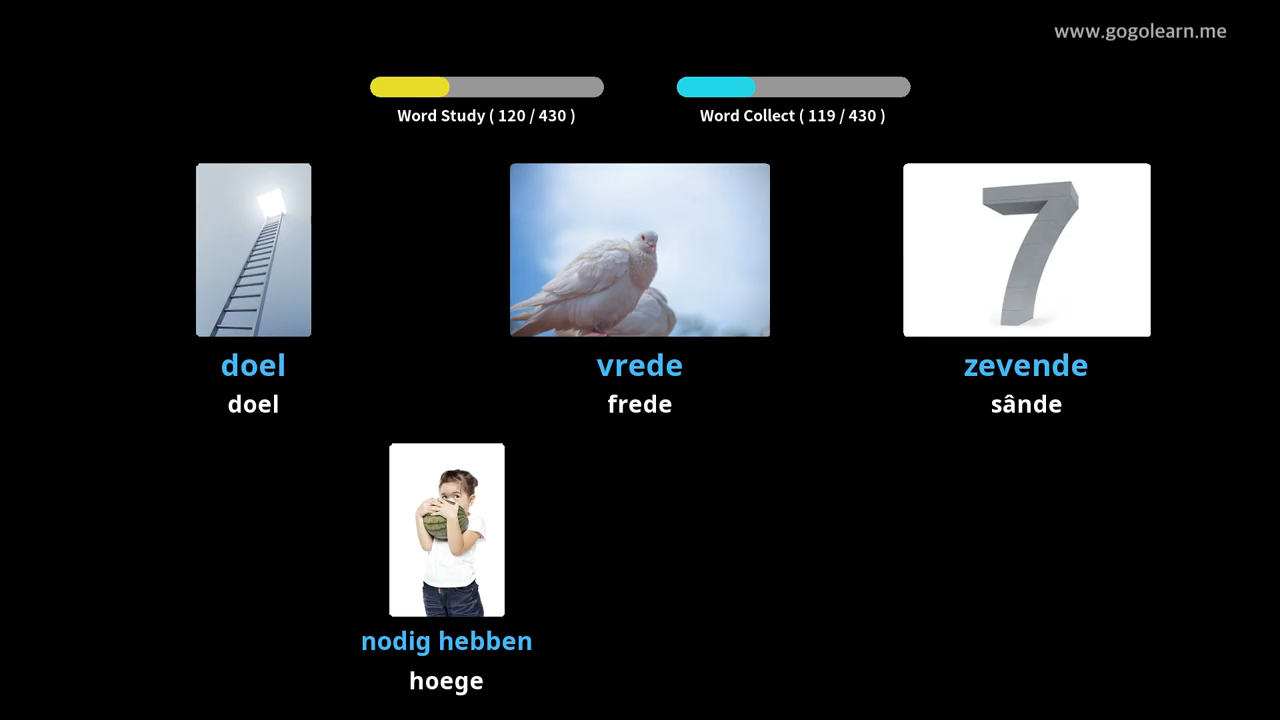 www.gogolearn.me
Word Study ( 120 / 430 )
Word Collect ( 119 / 430 )
doel
vrede
zevende
doel
frede
sânde
nodig hebben
hoege